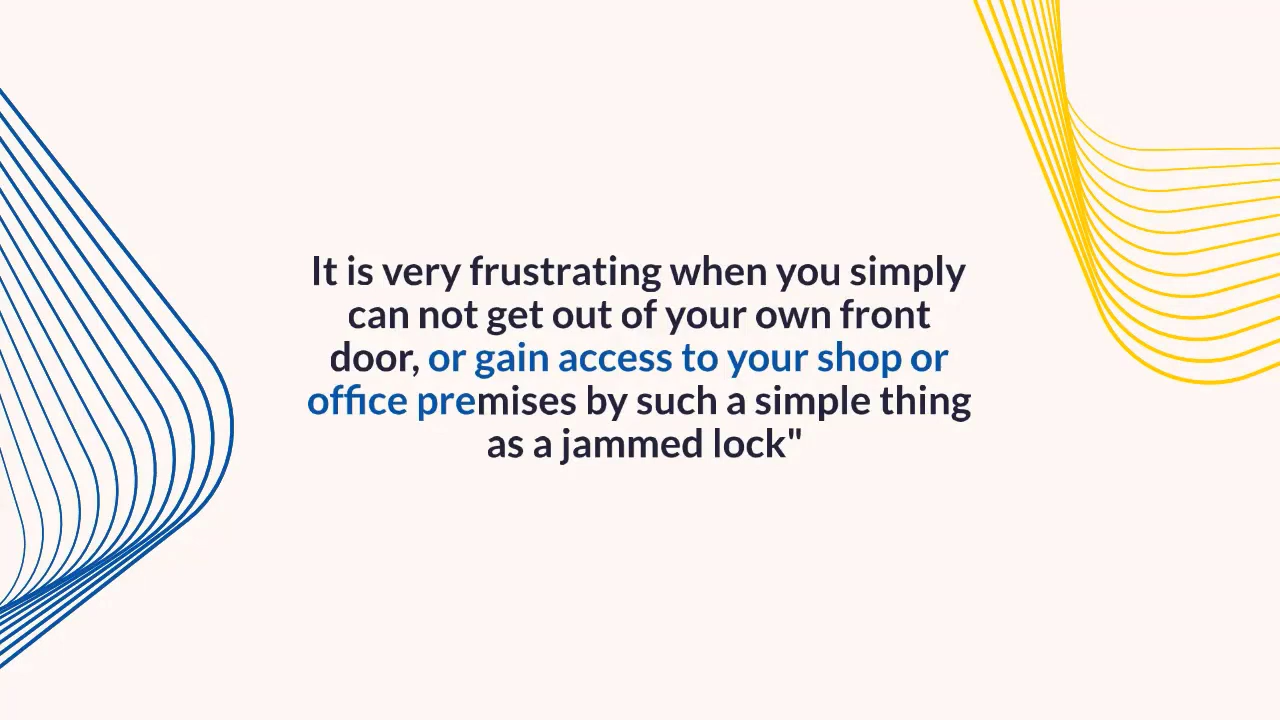 It is very frustrating when you simply
can not get out of your own front
door, or gain access to your shop or
office premises by such a simple thing
as a jammed lock"